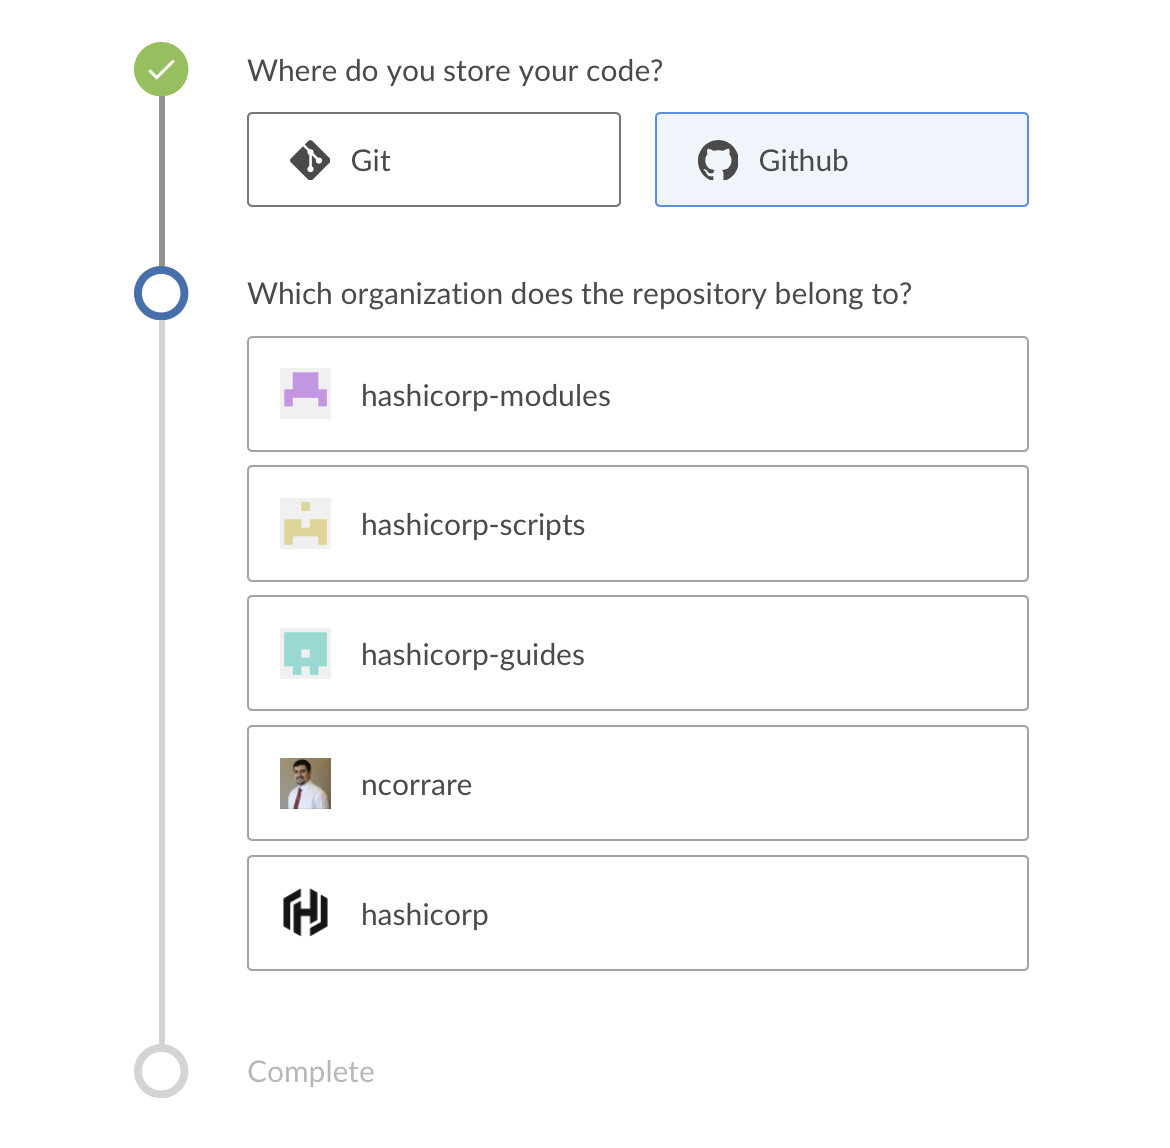 Where do you store your code?
Git
Github
Which organization does the repository belong to?
hashicorp-modules
hashicorp-scripts
hashicorp-guides
ncorrare
hashicorp
Complete